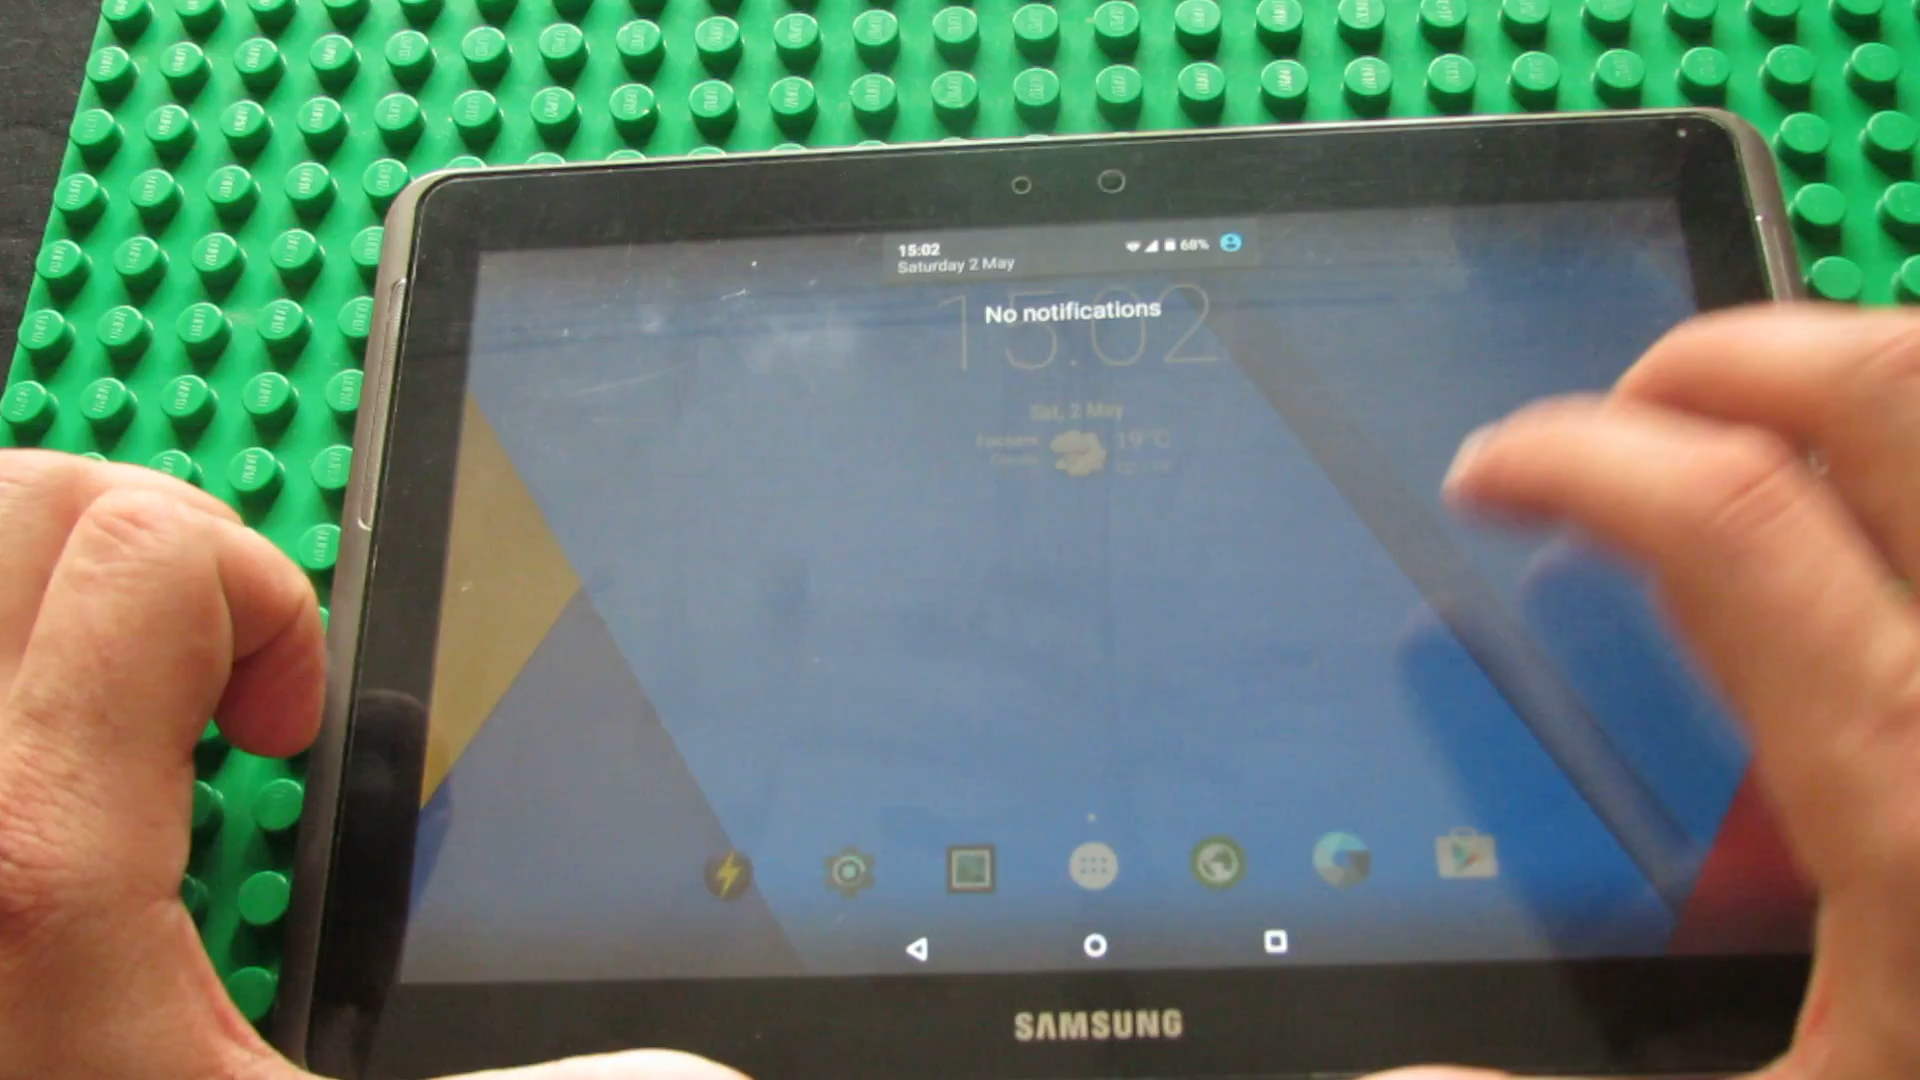 15:02
68%
Saturday 2 May
No notifications
15:02
Sat, 2 May
19°C
SAMSUNG